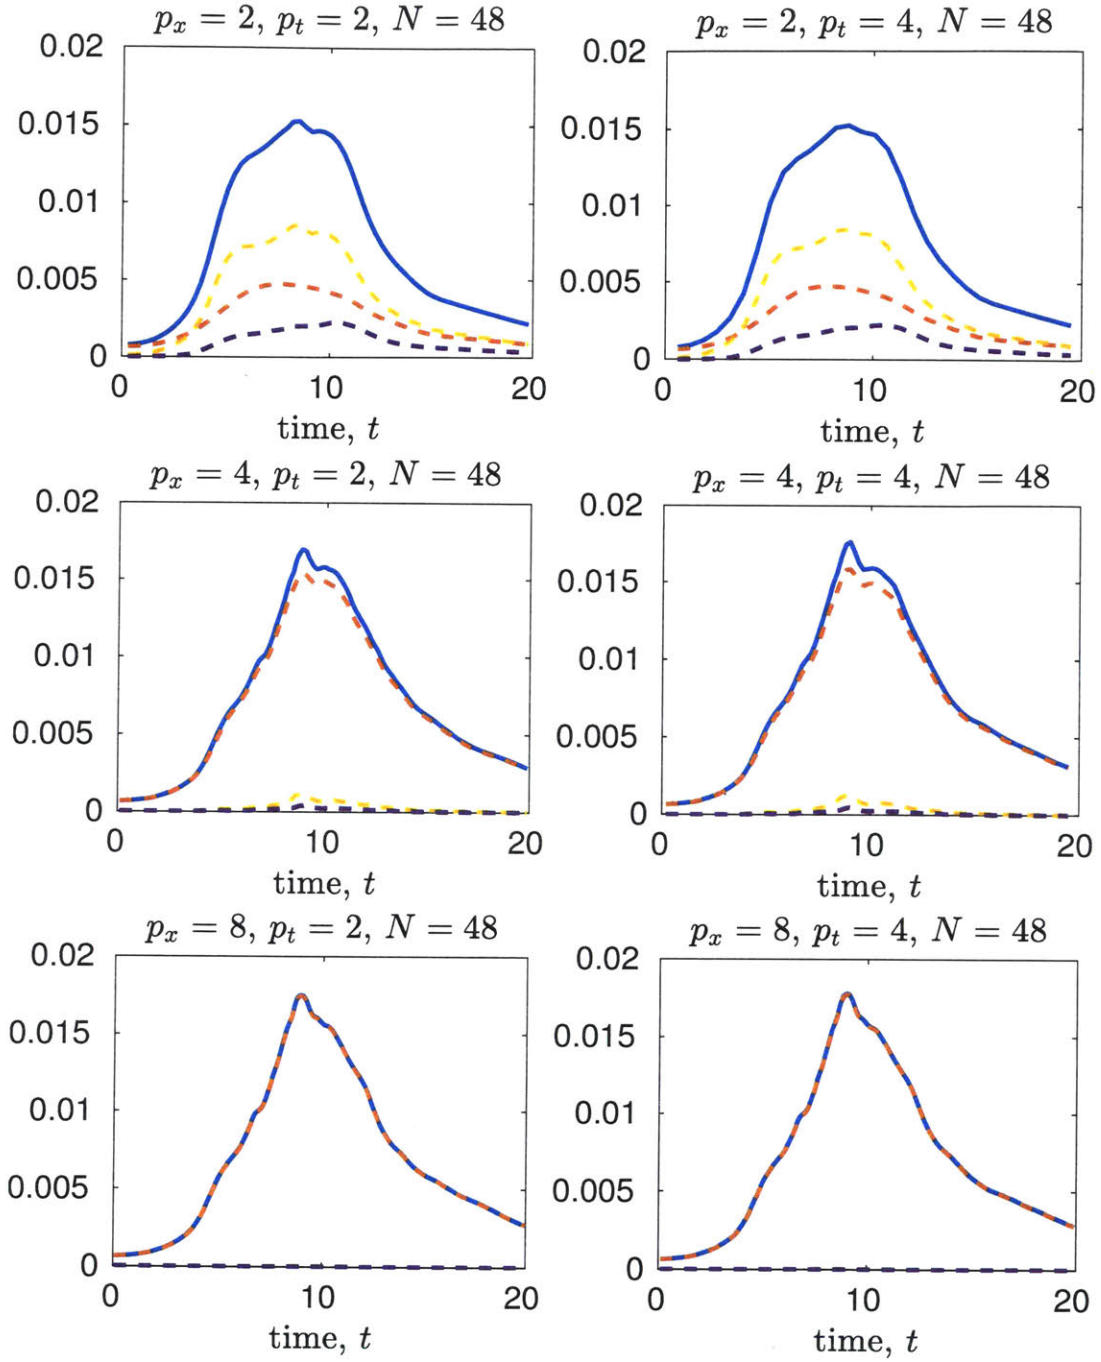 p_x = 2, p_t = 2, N = 48
0.02
0.015
0.01
0.005
0
0 10 20
time, t
p_x = 2, p_t = 4, N = 48
0.02
0.015
0.01
0.005
0
0 10 20
time, t
p_x = 4, p_t = 2, N = 48
0.02
0.015
0.01
0.005
0
0 10 20
time, t
p_x = 4, p_t = 4, N = 48
0.02
0.015
0.01
0.005
0
0 10 20
time, t
p_x = 8, p_t = 2, N = 48
0.02
0.015
0.01
0.005
0
0 10 20
time, t
p_x = 8, p_t = 4, N = 48
0.02
0.015
0.01
0.005
0
0 10 20
time, t